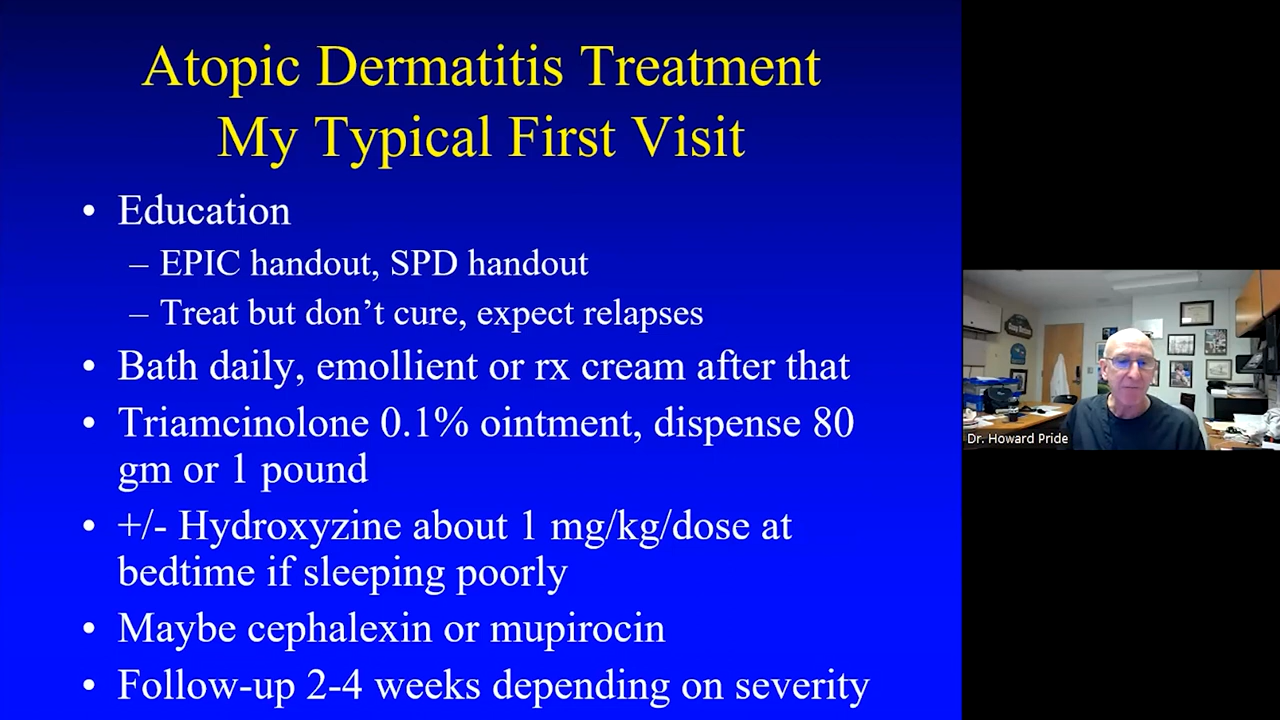 Atopic Dermatitis Treatment
My Typical First Visit
• Education
– EPIC handout, SPD handout
– Treat but don't cure, expect relapses
• Bath daily, emollient or rx cream after that
• Triamcinolone 0.1% ointment, dispense 80
gm or 1 pound
• +/- Hydroxyzine about 1 mg/kg/dose at
bedtime if sleeping poorly
• Maybe cephalexin or mupirocin
• Follow-up 2-4 weeks depending on severity
Dr. Howard Pride